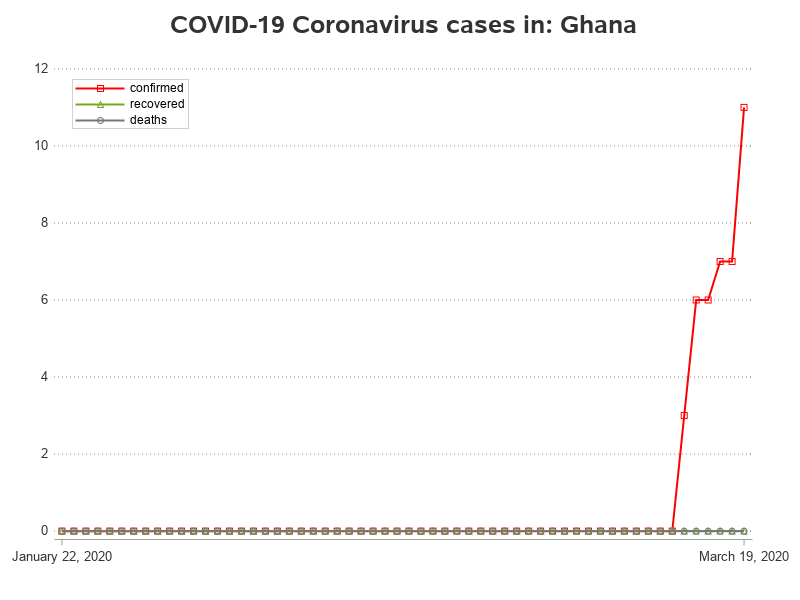 COVID-19 Coronavirus cases in: Ghana
12
confirmed
recovered
deaths
10
8
6
4
2
0
January 22, 2020
March 19, 2020